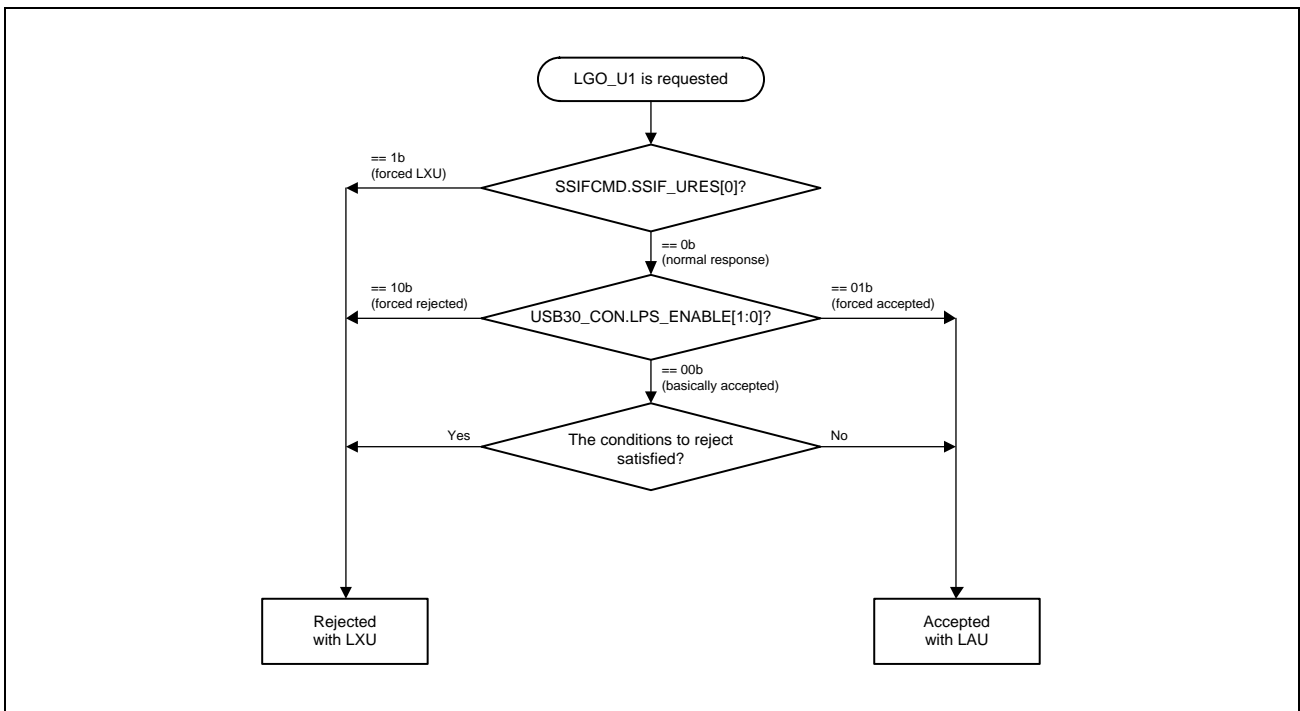 LGO_U1 is requested
== 1b
(forced LXU)
SSIFCMD.SSIF_URES[0]?
== 0b
(normal response)
== 10b
(forced rejected)
USB30_CON.LPS_ENABLE[1:0]?
== 01b
(forced accepted)
== 00b
(basically accepted)
Yes
The conditions to reject
satisfied?
No
Rejected
with LXU
Accepted
with LAU